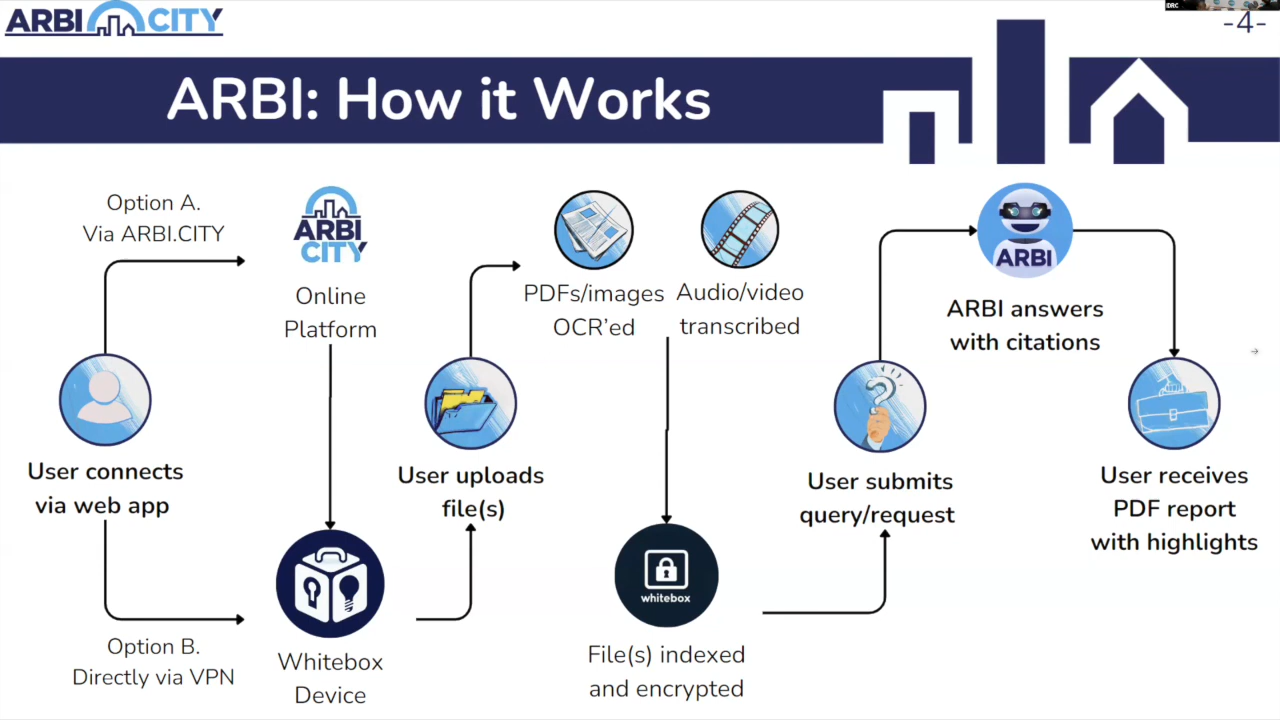 ARBI CITY
IDRC
-4-
ARBI: How it Works
Option A.
Via ARBI.CITY
ARBI
CITY
Online
Platform
User connects
via web app
Option B.
Directly via VPN
Whitebox
Device
User uploads
file(s)
PDFs/images
OCR'ed
Audio/video
transcribed
whitebox
File(s) indexed
and encrypted
User submits
query/request
ARBI
ARBI answers
with citations
User receives
PDF report
with highlights